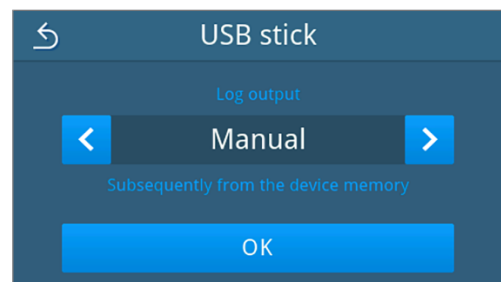 USB stick
Log output
Manual
Subsequently from the device memory
OK